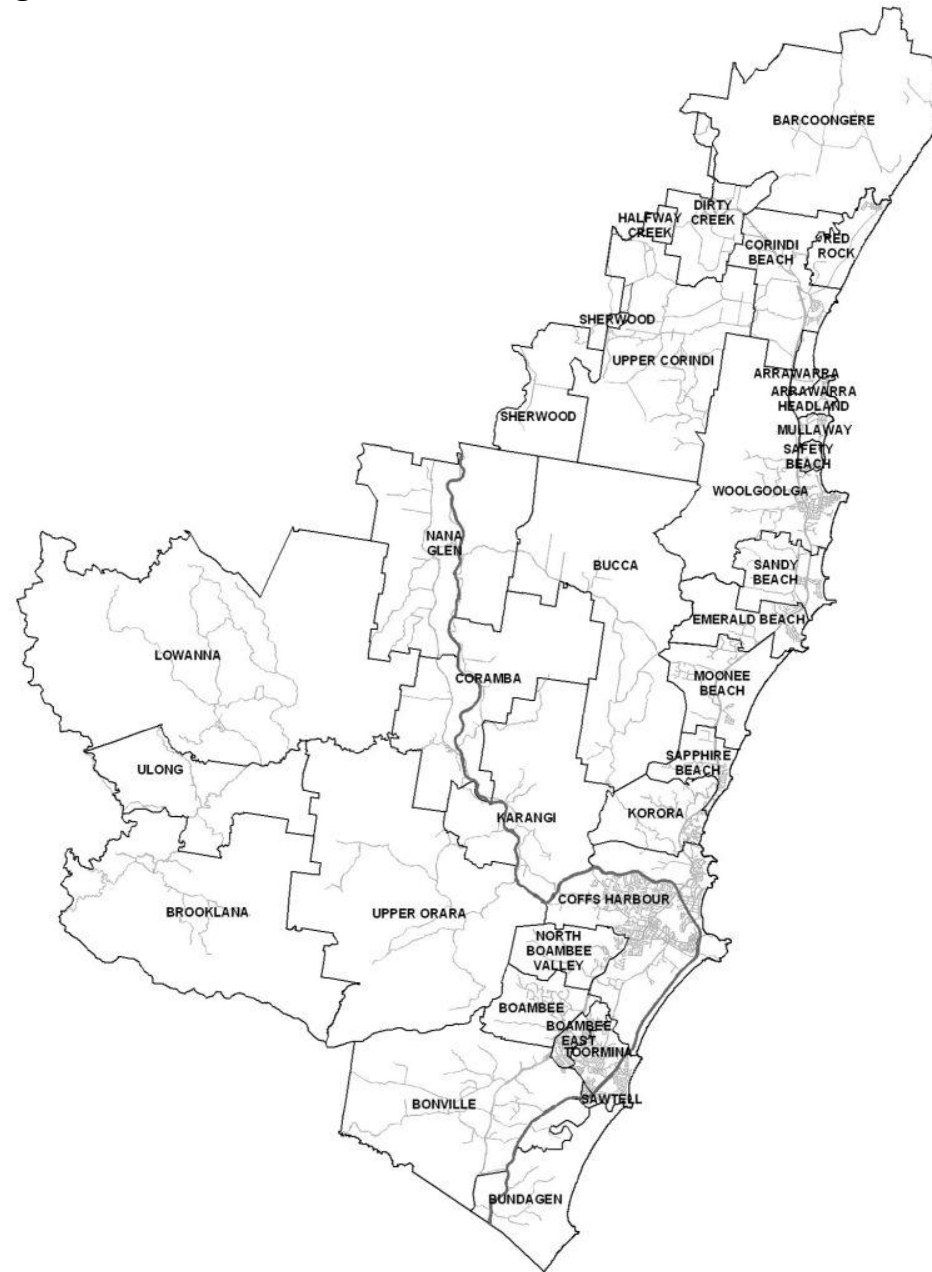 BARCOONGERE
DIRTY
CREEK
HALFWAY
CREEK
CORINDI
BEACH
RED
ROCK
SHERWOOD
UPPER CORINDI
ARRAWARRA
ARRAWARRA
HEADLAND
SHERWOOD
MULLAWAY
SAFETY
BEACH
WOOLGOOLGA
NANA
GLEN
BUCCA
SANDY
BEACH
EMERALD BEACH
LOWANNA
CORAMBA
MOONEE
BEACH
ULONG
SAPPHIRE
BEACH
KARANGI
KORORA
COFFS HARBOUR
BROOKLANA
UPPER ORARA
NORTH
BOAMBEE
VALLEY
BOAMBEE
BOAMBEE
EAST
TOORMINA
BONVILLE
SAWTELL
BUNDAGEN